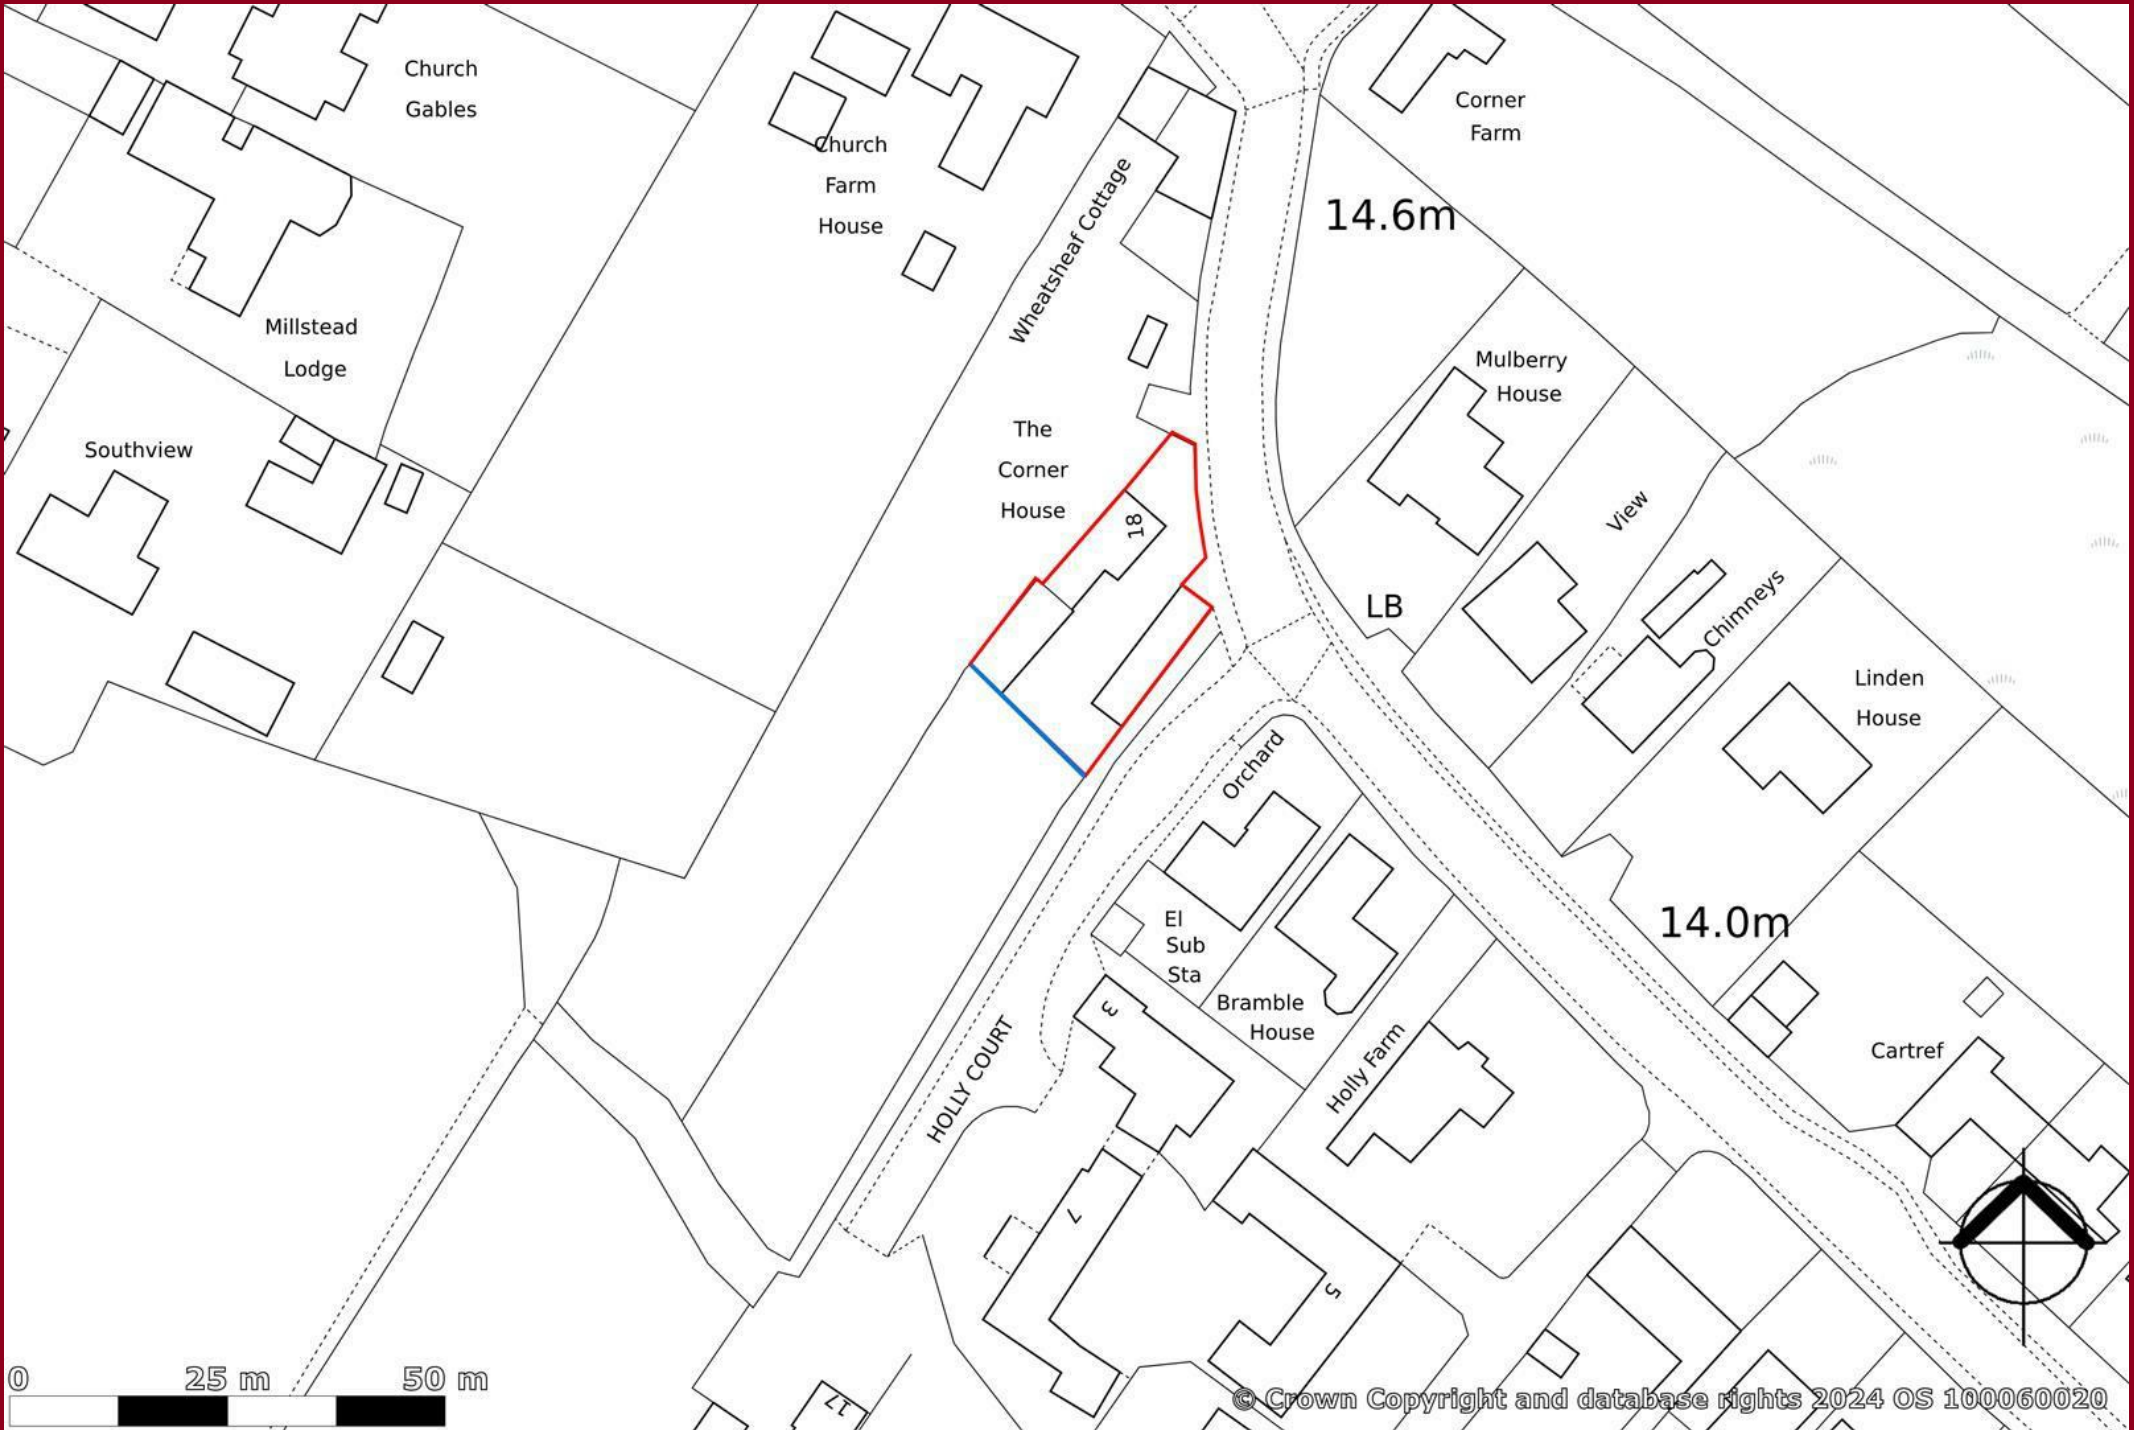 Church
Gables
Church
Farm
House
Corner
Farm
Wheatsheaf Cottage
14.6m
Millstead
Lodge
Mulberry
House
Southview
The
Corner
House
18
View
LB
Chimneys
Linden
House
Orchard
El
Sub
Sta
Bramble
House
14.0m
3
HOLLY COURT
Holly Farm
Cartref
7
5
17
0
25 m
50 m
© Crown Copyright and database rights 2024 OS 100060020